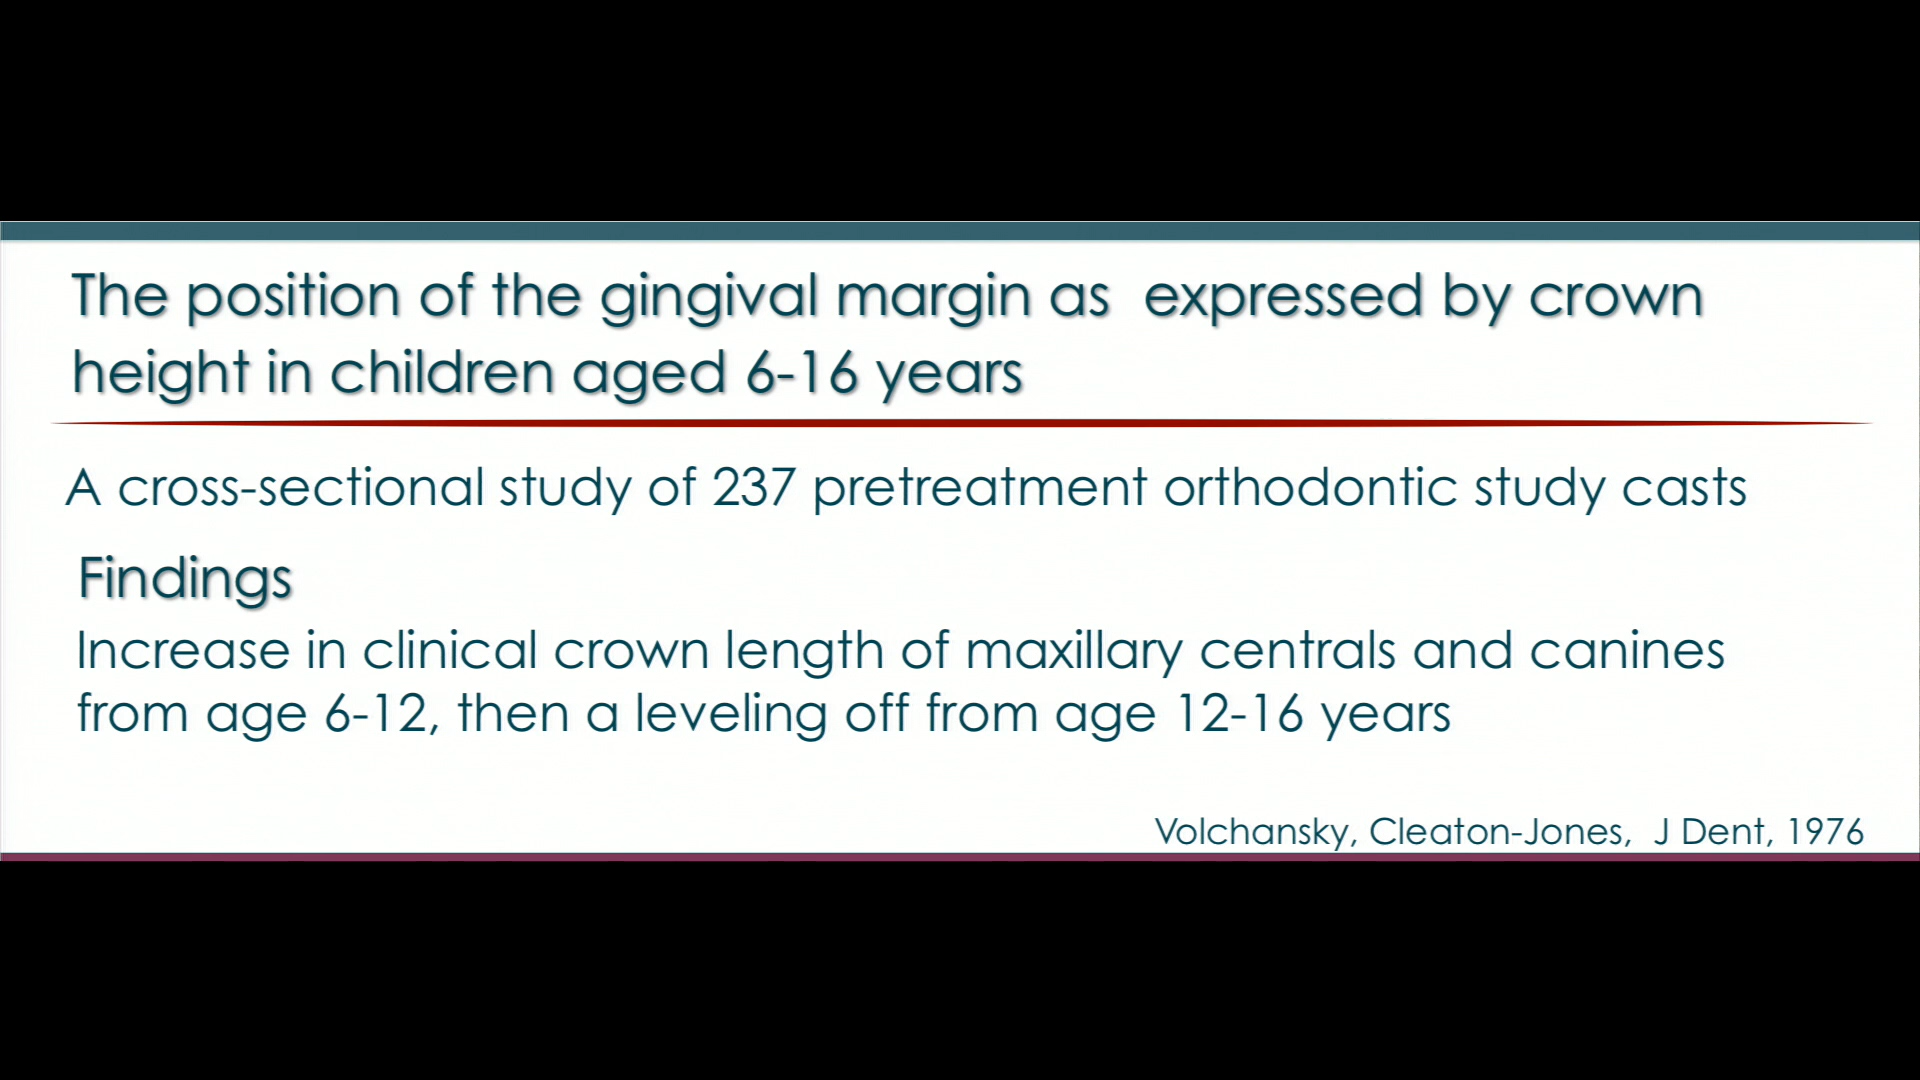 The position of the gingival margin as expressed by crown
height in children aged 6-16 years
A cross-sectional study of 237 pretreatment orthodontic study casts
Findings
Increase in clinical crown length of maxillary centrals and canines
from age 6-12, then a leveling off from age 12-16 years
Volchansky, Cleaton-Jones, J Dent, 1976